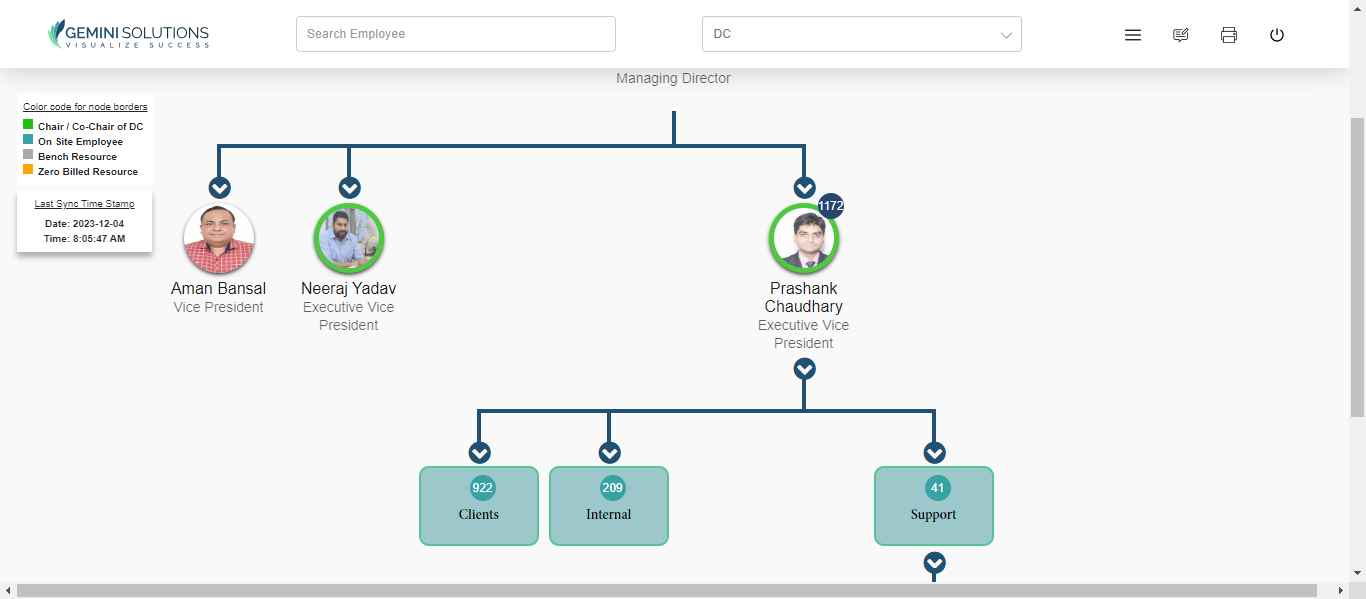 GEMINI SOLUTIONS
VISUALIZE SUCCESS
Search Employee
DC
Managing Director
Color code for node borders
Chair / Co-Chair of DC
On Site Employee
Bench Resource
Zero Billed Resource
Last Sync Time Stamp
Date: 2023-12-04
Time: 8:05:47 AM
Aman Bansal
Vice President
Neeraj Yadav
Executive Vice
President
1172
Prashank
Chaudhary
Executive Vice
President
922
Clients
209
Internal
41
Support